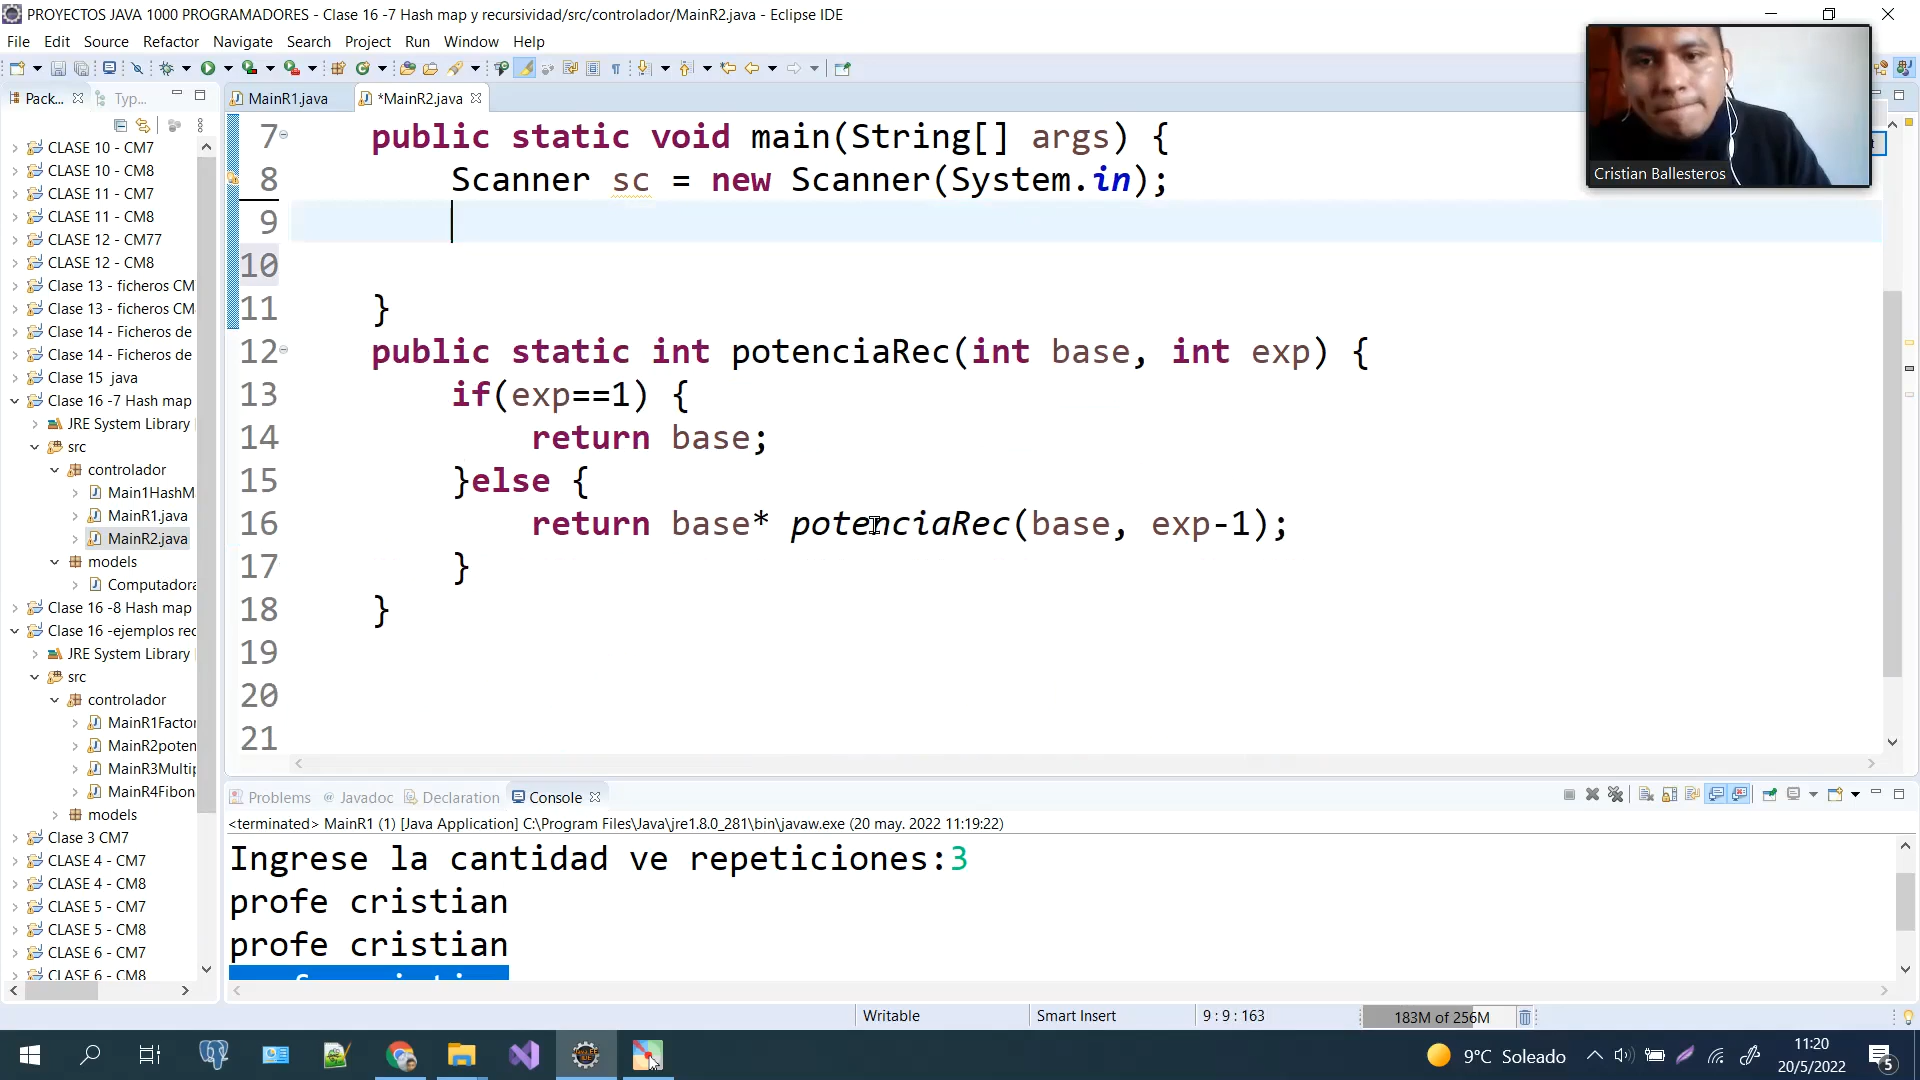 PROYECTOS JAVA 1000 PROGRAMADORES - Clase 16 -7 Hash map y recursividad/src/controlador/MainR2.java - Eclipse IDE
File Edit Source Refactor Navigate Search Project Run Window Help
Pack... Typ...
MainR1.java *MainR2.java
CLASE 10 - CM7
CLASE 10 - CM8
CLASE 11 - CM7
CLASE 11 - CM8
CLASE 12 - CM77
CLASE 12 - CM8
Clase 13 - ficheros CM
Clase 13 - ficheros CM
Clase 14 - Ficheros de
Clase 14 - Ficheros de
Clase 15 java
Clase 16 -7 Hash map
JRE System Library
src
controlador
Main1HashM
MainR1.java
MainR2.java
models
Computadora
Clase 16 -8 Hash map
Clase 16 -ejemplos rec
JRE System Library
src
controlador
MainR1Factor
MainR2poten
MainR3Multip
MainR4Fibon
models
Clase 3 CM7
CLASE 4 - CM7
CLASE 4 - CM8
CLASE 5 - CM7
CLASE 5 - CM8
CLASE 6 - CM7
CLASE 6 - CM8
7 public static void main(String[] args) {
8 Scanner sc = new Scanner(System.in);
9
10
11 }
12 public static int potenciaRec(int base, int exp) {
13 if(exp==1) {
14 return base;
15 }else {
16 return base* potenciaRec(base, exp-1);
17 }
18 }
19
20
21
Cristian Ballesteros
Problems @ Javadoc Declaration Console
<terminated> MainR1 (1) [Java Application] C:\Program Files\Java\jre1.8.0_281\bin\javaw.exe (20 may. 2022 11:19:22)
Ingrese la cantidad ve repeticiones:3
profe cristian
profe cristian
Writable Smart Insert 9 : 9 : 163 183M of 256M
9°C Soleado
11:20
20/5/2022
5